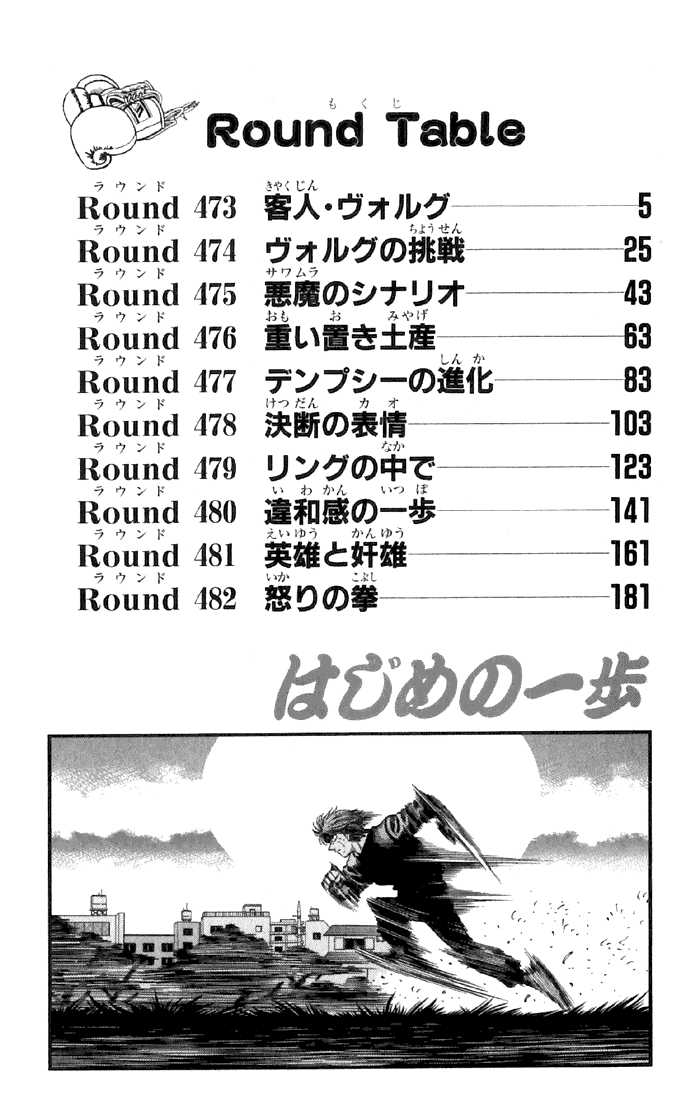 もくじ
Round Table
ラウンド きゃくじん
Round 473 客人・ヴォルグ 5
ラウンド ちょうせん
Round 474 ヴォルグの挑戦 25
ラウンド サワムラ
Round 475 悪魔のシナリオ 43
ラウンド おも お みやげ
Round 476 重い置き土産 63
ラウンド しんか
Round 477 デンプシーの進化 83
ラウンド けつだん カオ
Round 478 決断の表情 103
ラウンド なか
Round 479 リングの中で 123
ラウンド いわかん いっぽ
Round 480 違和感の一歩 141
ラウンド えいゆう かんゆう
Round 481 英雄と奸雄 161
ラウンド いか こぶし
Round 482 怒りの拳 181
はじめの一歩